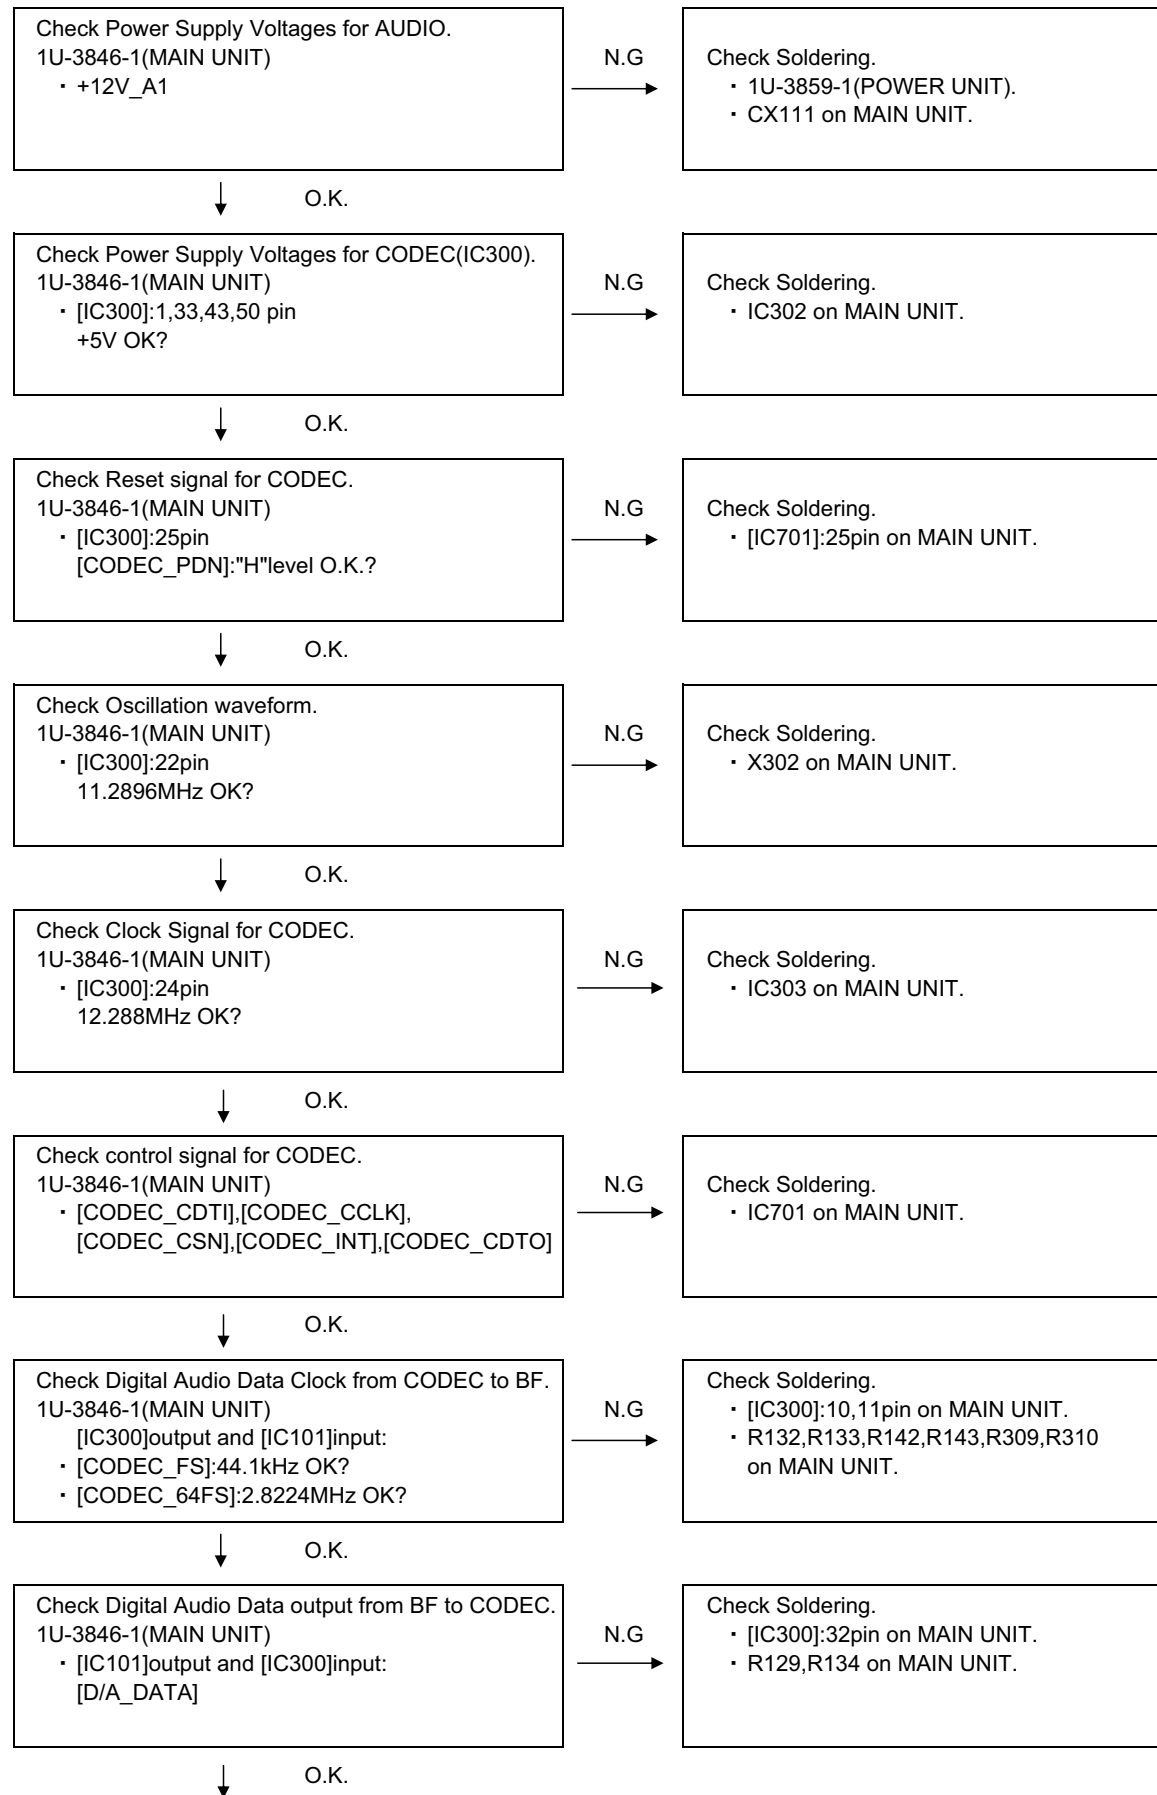 Check Power Supply Voltages for AUDIO.
1U-3846-1(MAIN UNIT)
・+12V_A1
N.G
Check Soldering.
・1U-3859-1(POWER UNIT).
・CX111 on MAIN UNIT.
O.K.
Check Power Supply Voltages for CODEC(IC300).
1U-3846-1(MAIN UNIT)
・[IC300]:1,33,43,50 pin
+5V OK?
N.G
Check Soldering.
・IC302 on MAIN UNIT.
O.K.
Check Reset signal for CODEC.
1U-3846-1(MAIN UNIT)
・[IC300]:25pin
[CODEC_PDN]:"H"level O.K.?
N.G
Check Soldering.
・[IC701]:25pin on MAIN UNIT.
O.K.
Check Oscillation waveform.
1U-3846-1(MAIN UNIT)
・[IC300]:22pin
11.2896MHz OK?
N.G
Check Soldering.
・X302 on MAIN UNIT.
O.K.
Check Clock Signal for CODEC.
1U-3846-1(MAIN UNIT)
・[IC300]:24pin
12.288MHz OK?
N.G
Check Soldering.
・IC303 on MAIN UNIT.
O.K.
Check control signal for CODEC.
1U-3846-1(MAIN UNIT)
・[CODEC_CDTI],[CODEC_CCLK],
[CODEC_CSN],[CODEC_INT],[CODEC_CDTO]
N.G
Check Soldering.
・IC701 on MAIN UNIT.
O.K.
Check Digital Audio Data Clock from CODEC to BF.
1U-3846-1(MAIN UNIT)
[IC300]output and [IC101]input:
・[CODEC_FS]:44.1kHz OK?
・[CODEC_64FS]:2.8224MHz OK?
N.G
Check Soldering.
・[IC300]:10,11pin on MAIN UNIT.
・R132,R133,R142,R143,R309,R310
on MAIN UNIT.
O.K.
Check Digital Audio Data output from BF to CODEC.
1U-3846-1(MAIN UNIT)
・[IC101]output and [IC300]input:
[D/A_DATA]
N.G
Check Soldering.
・[IC300]:32pin on MAIN UNIT.
・R129,R134 on MAIN UNIT.
O.K.